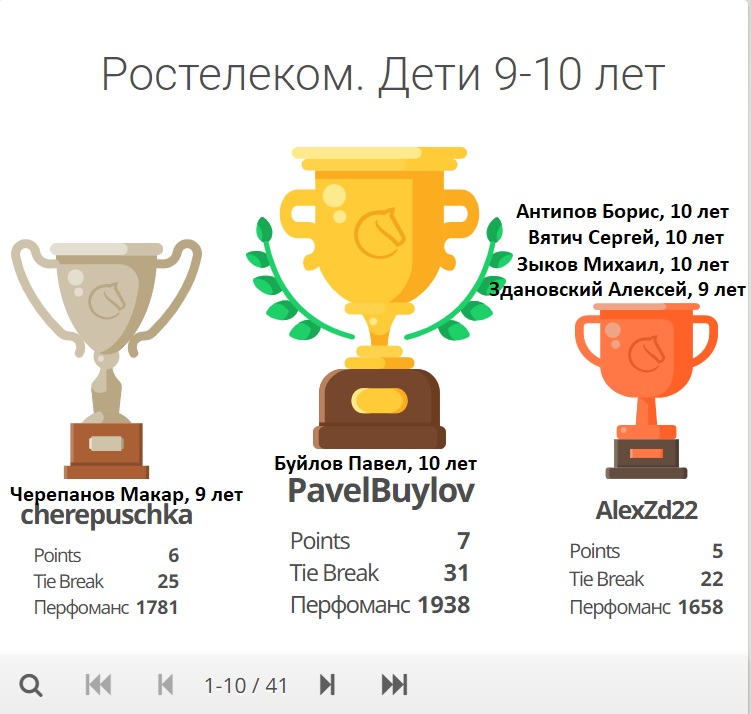 Ростелеком. Дети 9-10 лет
Антипов Борис, 10 лет
Вятич Сергей, 10 лет
Зыков Михаил, 10 лет
Здановский Алексей, 9 лет
Черепанов Макар, 9 лет
cherepuschka
Points 6
Tie Break 25
Перфоманс 1781
Буйлов Павел, 10 лет
PavelBuylov
Points 7
Tie Break 31
Перфоманс 1938
AlexZd22
Points 5
Tie Break 22
Перфоманс 1658
1-10 / 41